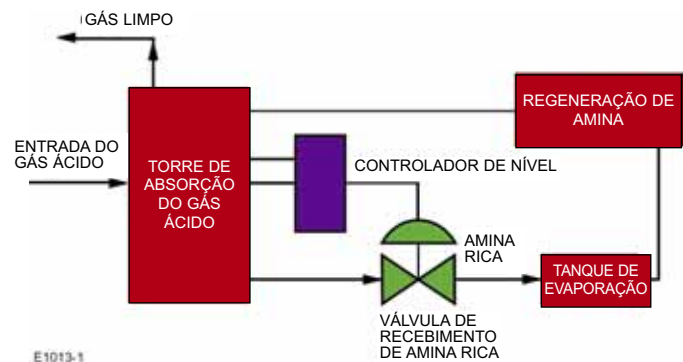 GÁS LIMPO
REGENERAÇÃO DE
AMINA
ENTRADA DO
GÁS ÁCIDO
TORRE DE
ABSORÇÃO
DO GÁS
ÁCIDO
CONTROLADOR DE NÍVEL
AMINA
RICA
TANQUE DE
EVAPORAÇÃO
VÁLVULA DE
RECEBIMENTO
DE AMINA RICA
E1013-1